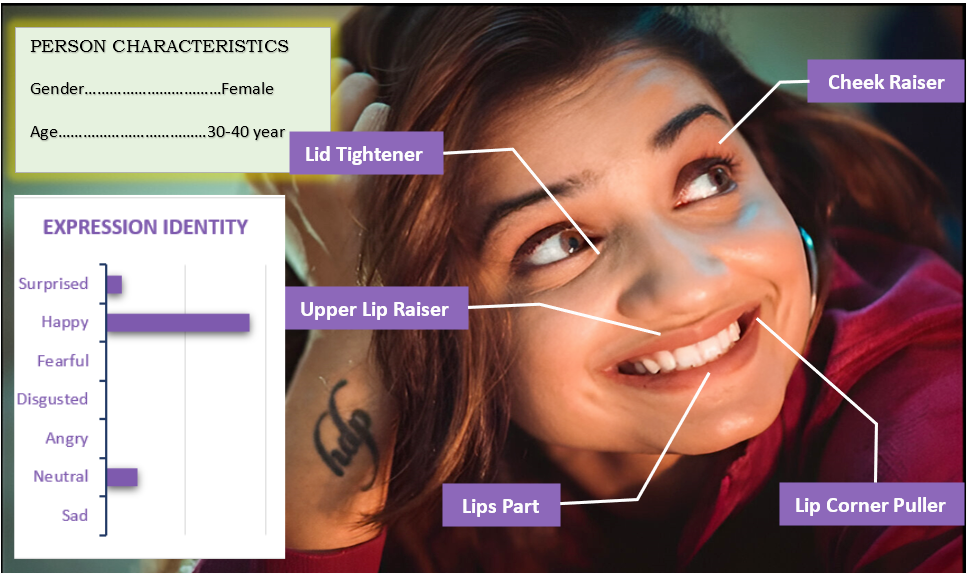 PERSON CHARACTERISTICS
Gender……………………………Female
Age………………………………30-40 year
Cheek Raiser
Lid Tightener
EXPRESSION IDENTITY
Surprised
Happy
Fearful
Disgusted
Angry
Neutral
Sad
Upper Lip Raiser
Lips Part
Lip Corner Puller